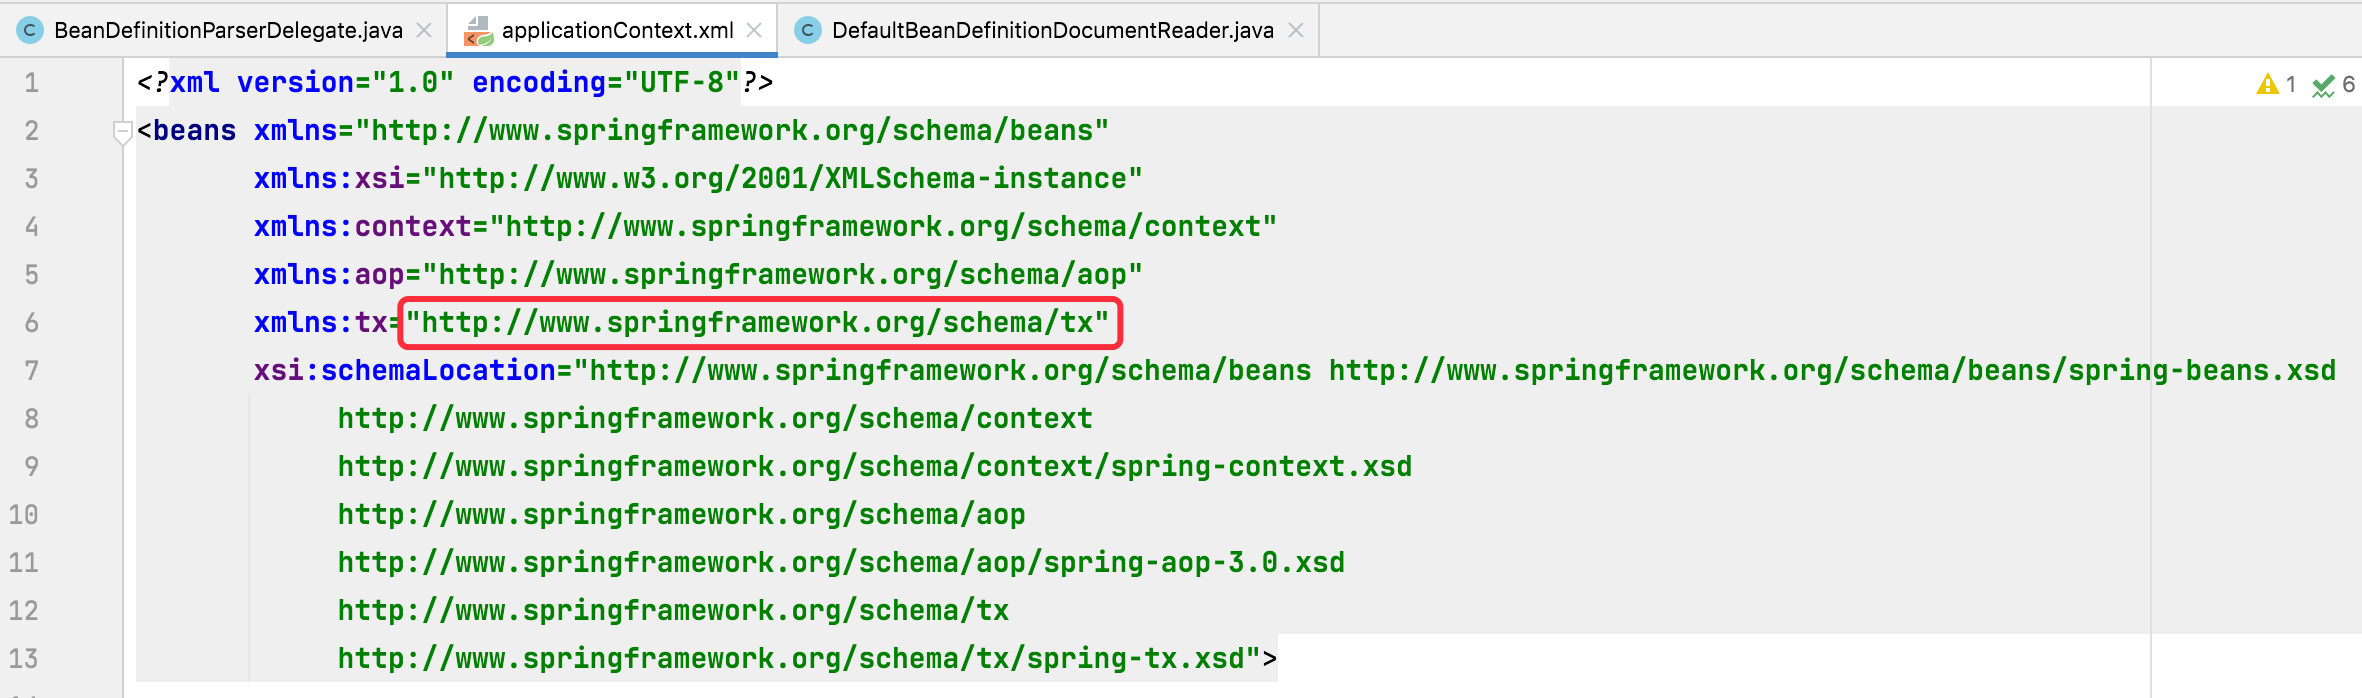 BeanDefinitionParserDelegate.java applicationContext.xml DefaultBeanDefinitionDocumentReader.java
1 <?xml version="1.0" encoding="UTF-8"?> 1 6
2 <beans xmlns="http://www.springframework.org/schema/beans"
3 xmlns:xsi="http://www.w3.org/2001/XMLSchema-instance"
4 xmlns:context="http://www.springframework.org/schema/context"
5 xmlns:aop="http://www.springframework.org/schema/aop"
6 xmlns:tx="http://www.springframework.org/schema/tx"
7 xsi:schemaLocation="http://www.springframework.org/schema/beans http://www.springframework.org/schema/beans/spring-beans.xsd
8 http://www.springframework.org/schema/context
9 http://www.springframework.org/schema/context/spring-context.xsd
10 http://www.springframework.org/schema/aop
11 http://www.springframework.org/schema/aop/spring-aop-3.0.xsd
12 http://www.springframework.org/schema/tx
13 http://www.springframework.org/schema/tx/spring-tx.xsd">